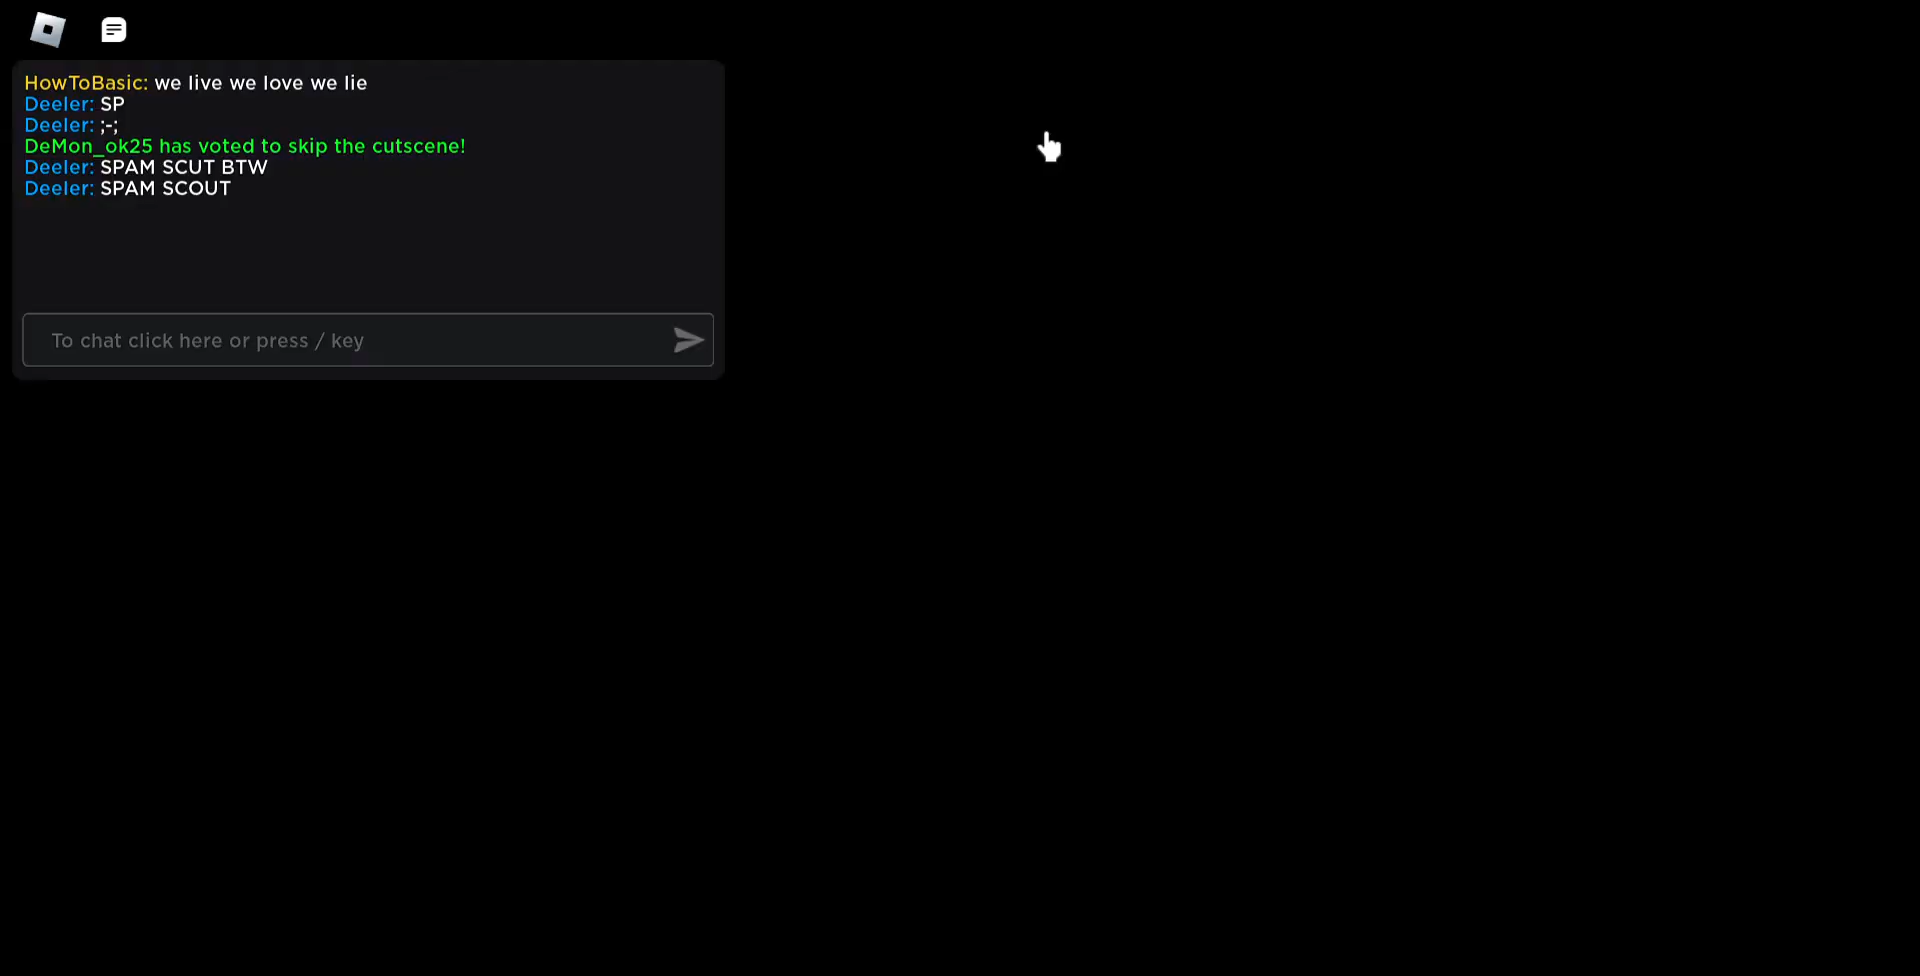 HowToBasic: we live we love we lie
Deeler: SP
Deeler: ;-;
DeMon_ok25 has voted to skip the cutscene!
Deeler: SPAM SCUT BTW
Deeler: SPAM SCOUT
To chat click here or press / key